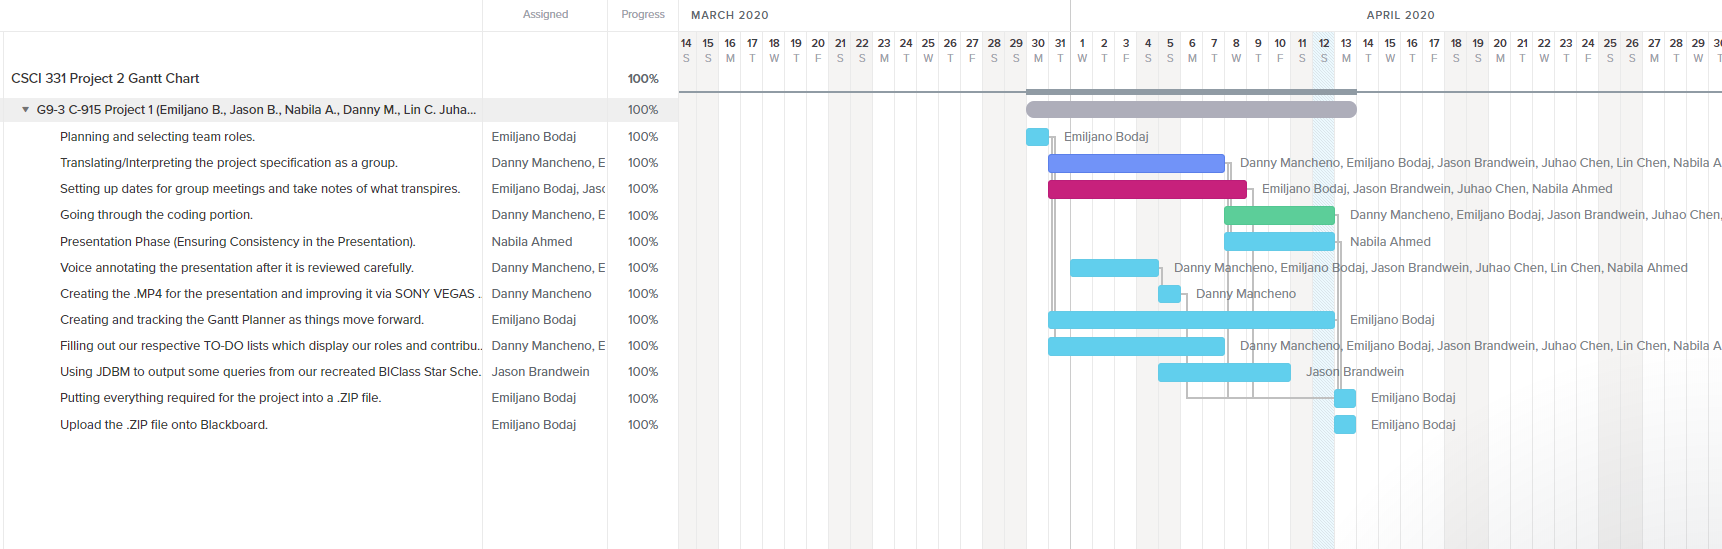 Assigned Progress MARCH 2020 APRIL 2020
14 15 16 17 18 19 20 21 22 23 24 25 26 27 28 29 30 31 1 2 3 4 5 6 7 8 9 10 11 12 13 14 15 16 17 18 19 20 21 22 23 24 25 26 27 28 29 30
S S M T W T F S S M T W T F S S M T W T F S S M T W T F S S M T W T F S S M T W T F S S M T W T
CSCI 331 Project 2 Gantt Chart 100%
G9-3 C-915 Project 1 (Emiljano B., Jason B., Nabila A., Danny M., Lin C. Juha... 100%
Planning and selecting team roles. Emiljano Bodaj 100% Emiljano Bodaj
Translating/Interpreting the project specification as a group. Danny Mancheno, E 100% Danny Mancheno, Emiljano Bodaj, Jason Brandwein, Juhao Chen, Lin Chen, Nabila A
Setting up dates for group meetings and take notes of what transpires. Emiljano Bodaj, Jaso 100% Emiljano Bodaj, Jason Brandwein, Juhao Chen, Nabila Ahmed
Going through the coding portion. Danny Mancheno, E 100% Danny Mancheno, Emiljano Bodaj, Jason Brandwein, Juhao Chen,
Presentation Phase (Ensuring Consistency in the Presentation). Nabila Ahmed 100% Nabila Ahmed
Voice annotating the presentation after it is reviewed carefully. Danny Mancheno, E 100% Danny Mancheno, Emiljano Bodaj, Jason Brandwein, Juhao Chen, Lin Chen, Nabila Ahmed
Creating the .MP4 for the presentation and improving it via SONY VEGAS .. Danny Mancheno 100% Danny Mancheno
Creating and tracking the Gantt Planner as things move forward. Emiljano Bodaj 100% Emiljano Bodaj
Filling out our respective TO-DO lists which display our roles and contribu.. Danny Mancheno, E 100% Danny Mancheno, Emiljano Bodaj, Jason Brandwein, Juhao Chen, Lin Chen, Nabila A
Using JDBM to output some queries from our recreated BIClass Star Sche. Jason Brandwein 100% Jason Brandwein
Putting everything required for the project into a .ZIP file. Emiljano Bodaj 100% Emiljano Bodaj
Upload the .ZIP file onto Blackboard. Emiljano Bodaj 100% Emiljano Bodaj